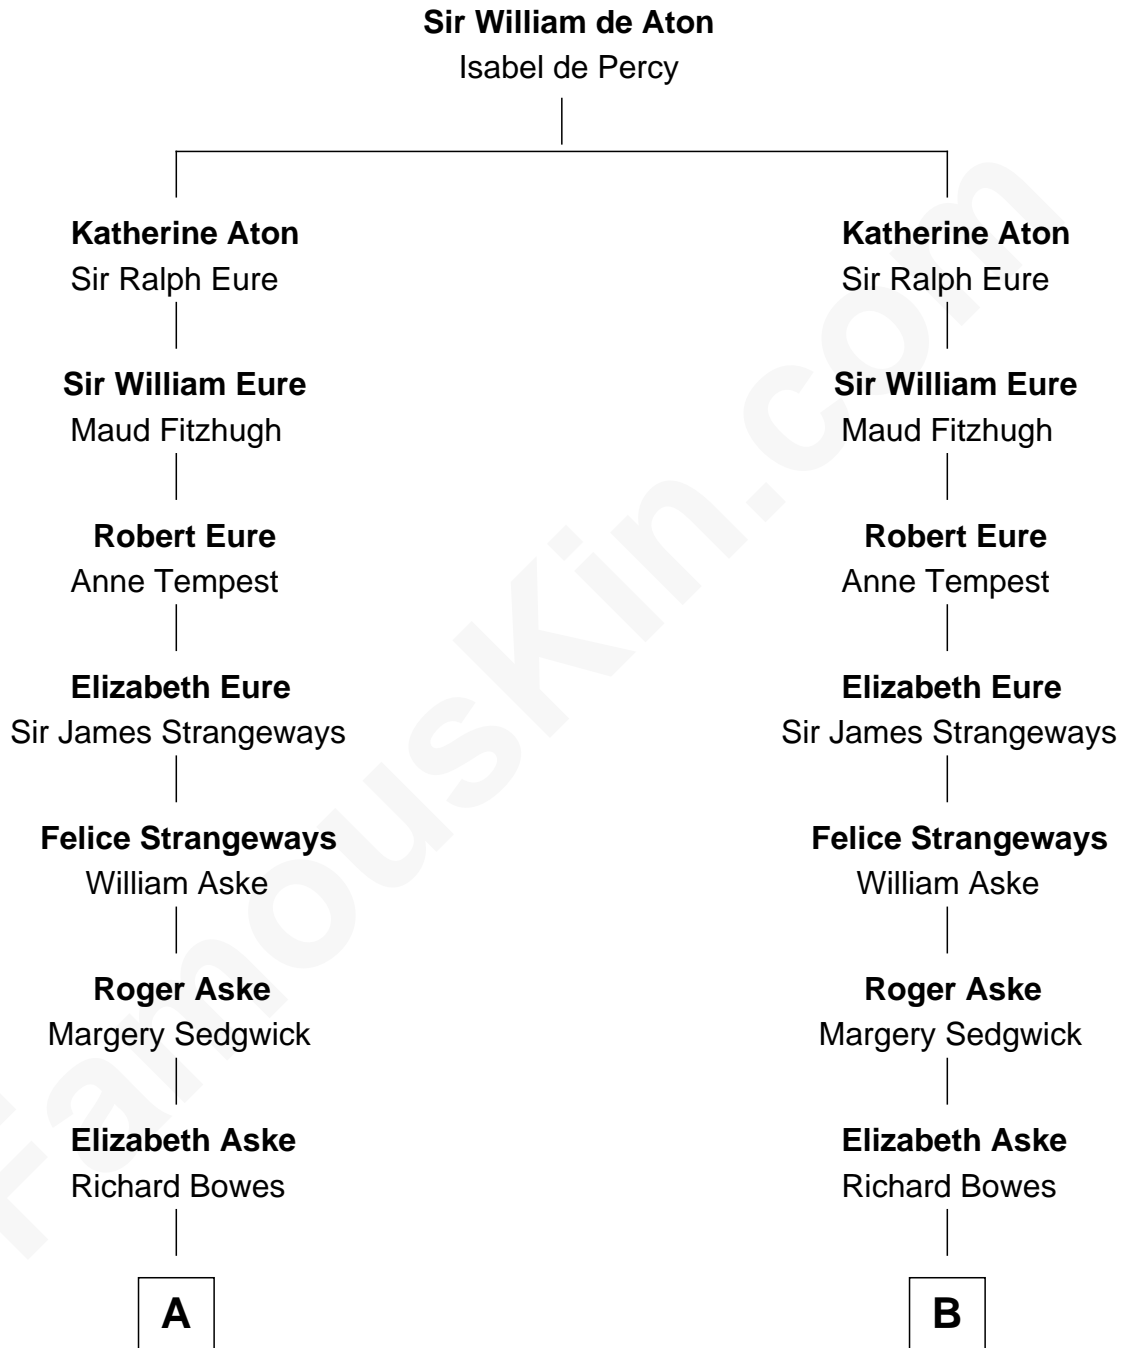 Sir William de Aton
Isabel de Percy
Katherine Aton
Sir Ralph Eure
Sir William Eure
Maud Fitzhugh
Robert Eure
Anne Tempest
Elizabeth Eure
Sir James Strangeways
Felice Strangeways
William Aske
Roger Aske
Margery Sedgwick
Elizabeth Aske
Richard Bowes
A
Katherine Aton
Sir Ralph Eure
Sir William Eure
Maud Fitzhugh
Robert Eure
Anne Tempest
Elizabeth Eure
Sir James Strangeways
Felice Strangeways
William Aske
Roger Aske
Margery Sedgwick
Elizabeth Aske
Richard Bowes
B
FamousKin.com